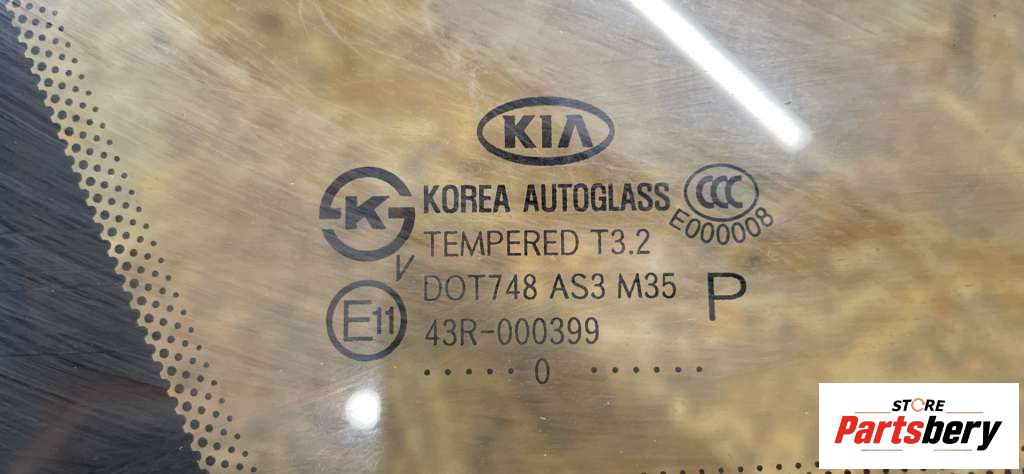 KIA
K
KOREA AUTOGLASS
CCC
E000008
TEMPERED T3.2
V
DOT748 AS3 M35
P
E11
43R-000399
..... 0 ......
STORE
Partsbery